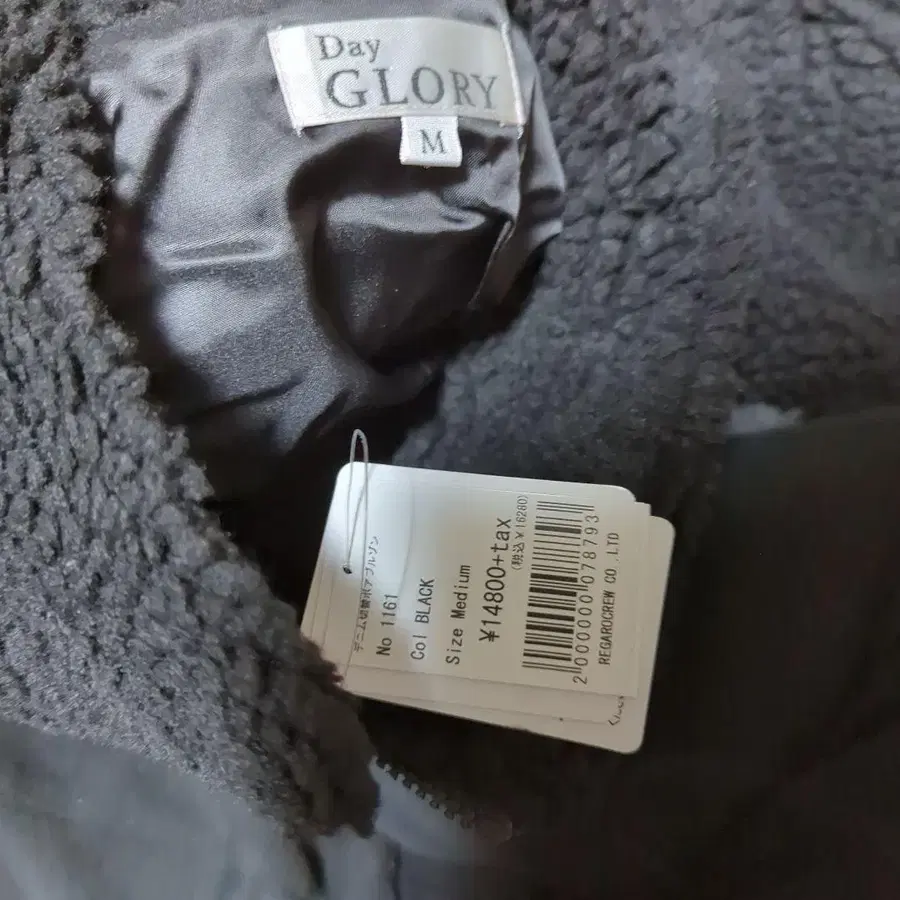 Day
GLORY
M
デニム切替ボアブルゾン
No 1161
Col BLACK
Size Medium
¥14800+tax
(税込¥16280)
2000000078793
REGAROCREW CO., LTD